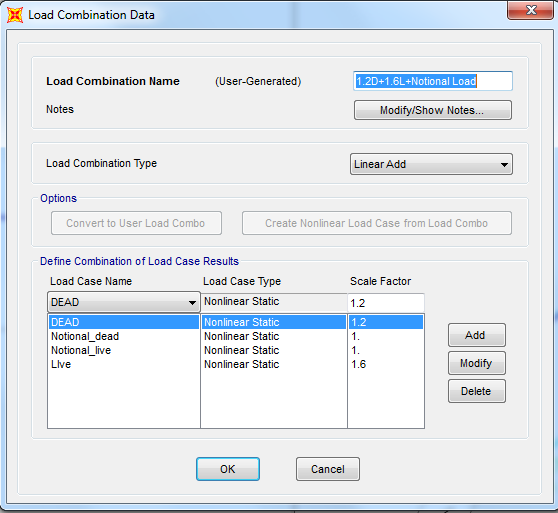 Load Combination Data
Load Combination Name (User-Generated) 1.2D+1.6L+Notional Load
Notes Modify/Show Notes...
Load Combination Type Linear Add
Options
Convert to User Load Combo Create Nonlinear Load Case from Load Combo
Define Combination of Load Case Results
Load Case Name Load Case Type Scale Factor
DEAD Nonlinear Static 1.2
DEAD Nonlinear Static 1.2
Notional_dead Nonlinear Static 1.
Notional_live Nonlinear Static 1.
LIve Nonlinear Static 1.6
Add
Modify
Delete
OK Cancel